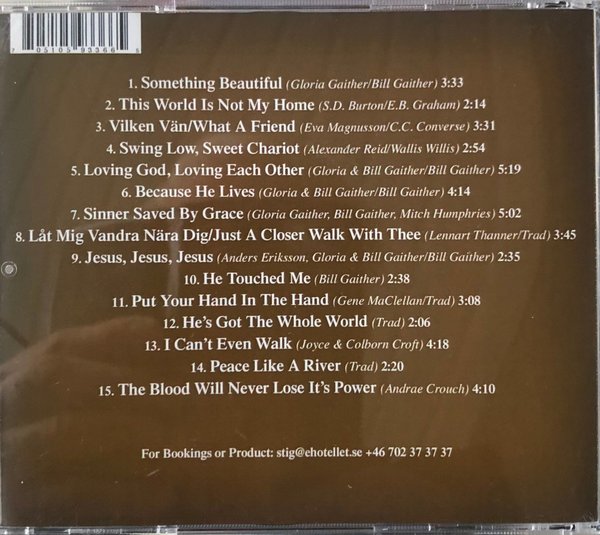 7 05105 93366 5
1. Something Beautiful (Gloria Gaither/Bill Gaither) 3:33
2. This World Is Not My Home (S.D. Burton/E.B. Graham) 2:14
3. Vilken Vän/What A Friend (Eva Magnusson/C.C. Converse) 3:31
4. Swing Low, Sweet Chariot (Alexander Reid/Wallis Willis) 2:54
5. Loving God, Loving Each Other (Gloria & Bill Gaither/Bill Gaither) 5:19
6. Because He Lives (Gloria & Bill Gaither/Bill Gaither) 4:14
7. Sinner Saved By Grace (Gloria Gaither, Bill Gaither, Mitch Humphries) 5:02
8. Låt Mig Vandra Nära Dig/Just A Closer Walk With Thee (Lennart Thanner/Trad) 3:45
9. Jesus, Jesus, Jesus (Anders Eriksson, Gloria & Bill Gaither/Bill Gaither) 2:35
10. He Touched Me (Bill Gaither) 2:38
11. Put Your Hand In The Hand (Gene MaClellan/Trad) 3:08
12. He's Got The Whole World (Trad) 2:06
13. I Can't Even Walk (Joyce & Colborn Croft) 4:18
14. Peace Like A River (Trad) 2:20
15. The Blood Will Never Lose It's Power (Andrae Crouch) 4:10
For Bookings or Product: stig@ehotellet.se +46 702 37 37 37